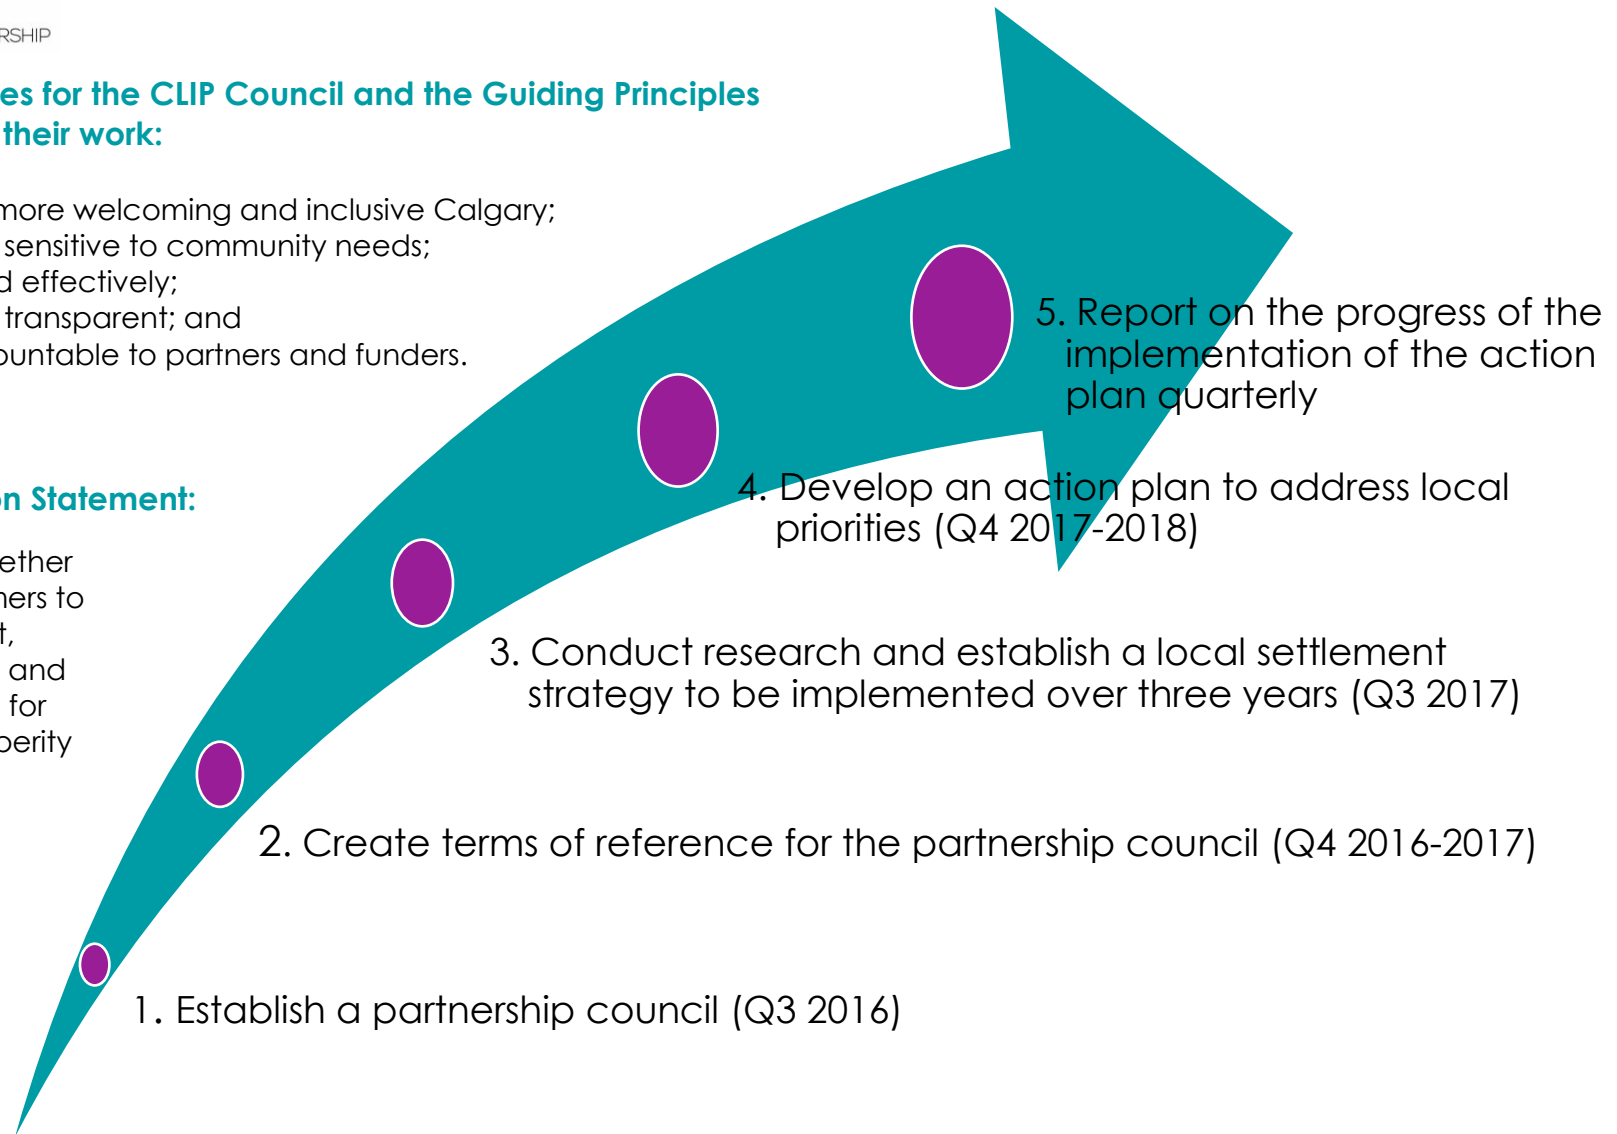 RSHIP
es for the CLIP Council and the Guiding Principles
their work:
more welcoming and inclusive Calgary;
sensitive to community needs;
d effectively;
transparent; and
ountable to partners and funders.
5. Report on the progress of the
implementation of the action
plan quarterly
4. Develop an action plan to address local
priorities (Q4 2017-2018)
on Statement:
ether
ners to
t,
and
for
perity
3. Conduct research and establish a local settlement
strategy to be implemented over three years (Q3 2017)
2. Create terms of reference for the partnership council (Q4 2016-2017)
1. Establish a partnership council (Q3 2016)